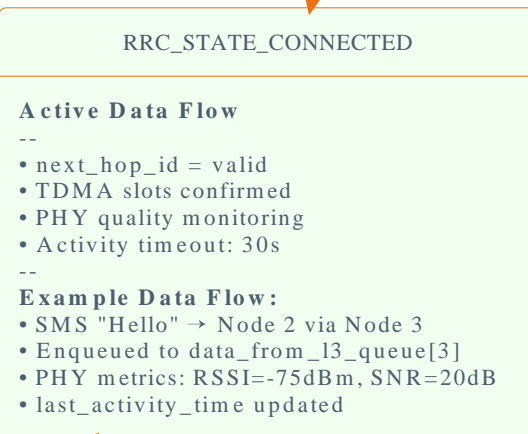 RRC_STATE_CONNECTED
Active Data Flow
--
• next_hop_id = valid
• TDMA slots confirmed
• PHY quality monitoring
• Activity timeout: 30s
--
Example Data Flow:
• SMS "Hello" → Node 2 via Node 3
• Enqueued to data_from_l3_queue[3]
• PHY metrics: RSSI=-75dBm, SNR=20dB
• last_activity_time updated